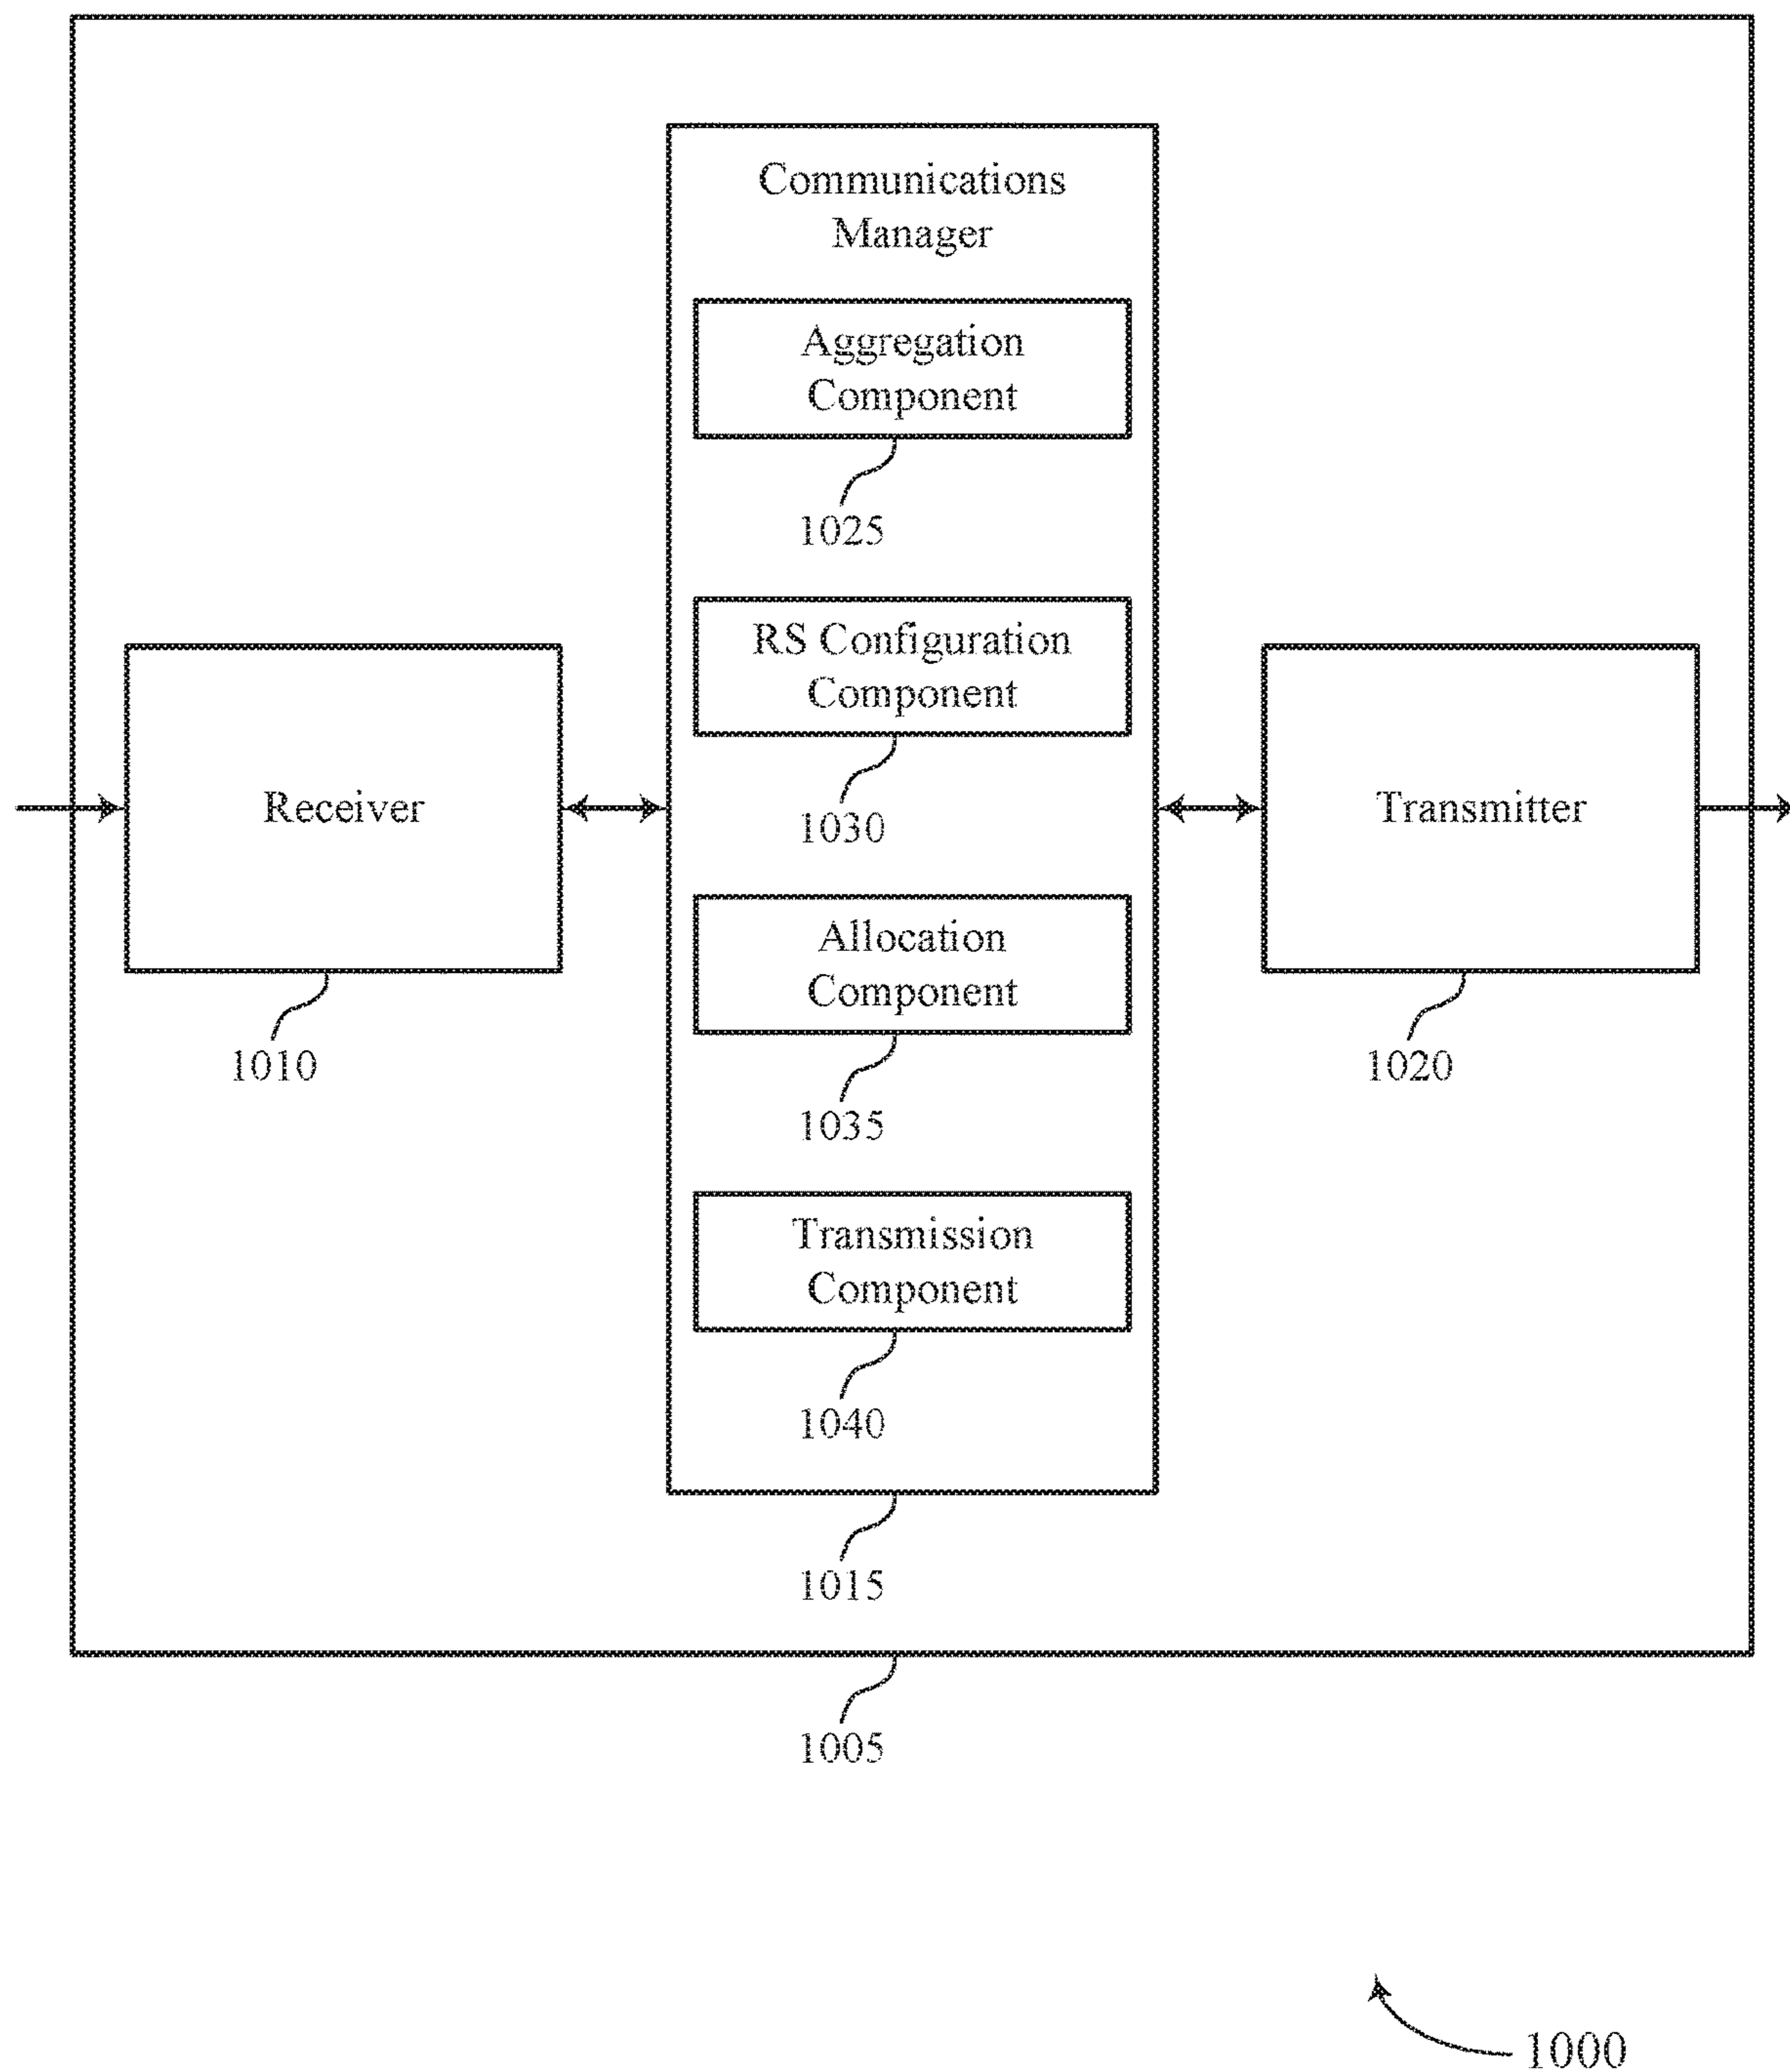 Communications
Manager
Aggregation
Component
1025
RS Configuration
Component
1030
Receiver
1010
Allocation
Component
1035
Transmitter
1020
Transmission
Component
1040
1015
1005
1000